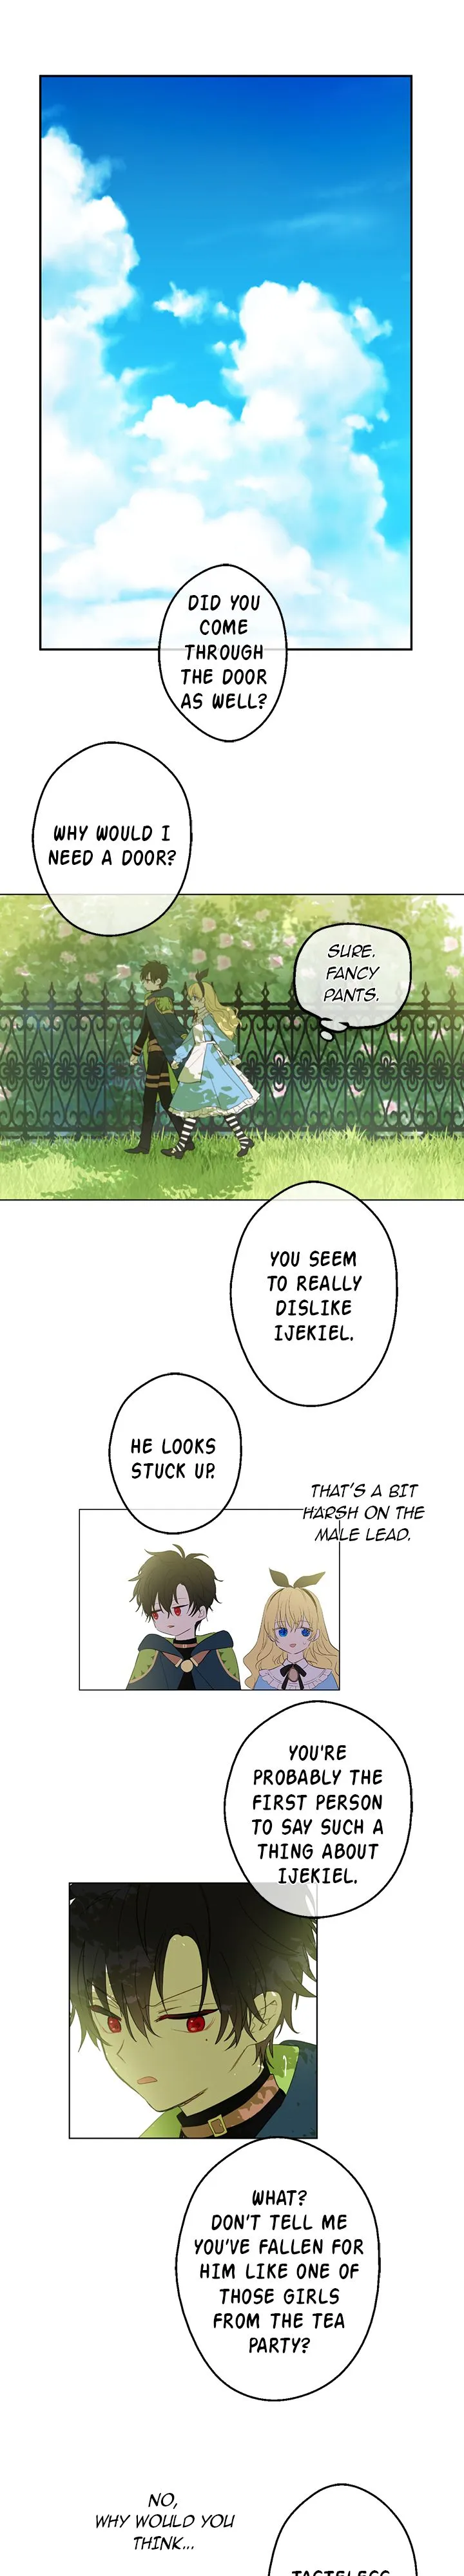 DID YOU
COME
THROUGH
THE DOOR
AS WELL?
WHY WOULD I
NEED A DOOR?
SURE.
FANCY
PANTS.
YOU SEEM
TO REALLY
DISLIKE
IJEKIEL.
HE LOOKS
STUCK UP.
THAT'S A BIT
HARSH ON THE
MALE LEAD.
YOU'RE
PROBABLY THE
FIRST PERSON
TO SAY SUCH A
THING ABOUT
IJEKIEL.
WHAT?
DON'T TELL ME
YOU'VE FALLEN FOR
HIM LIKE ONE OF
THOSE GIRLS
FROM THE TEA
PARTY?
NO,
WHY WOULD YOU
THINK...
TASTELESS